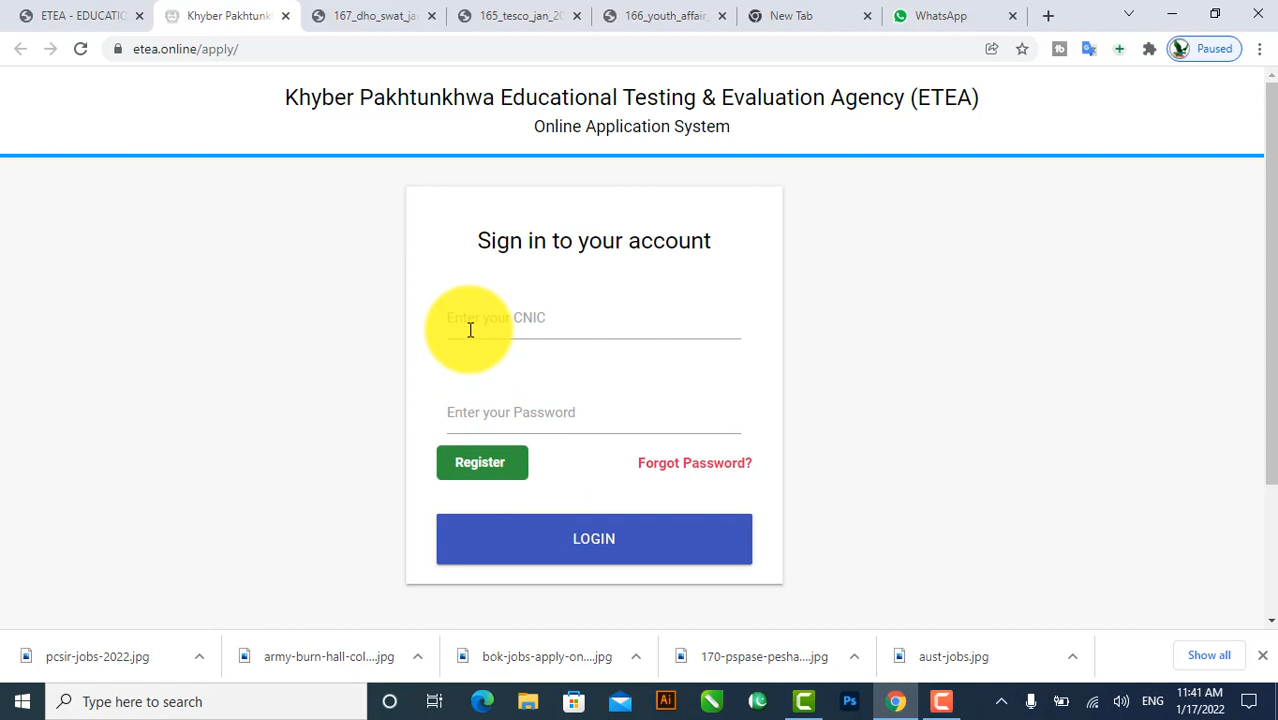 ETEA - EDUCATIO
Khyber Pakhtunk
167_dho_swat_ja
165_tesco_jan_20
166_youth_affair_
New Tab
WhatsApp
etea.online/apply/
Paused
Khyber Pakhtunkhwa Educational Testing & Evaluation Agency (ETEA)
Online Application System
Sign in to your account
Enter your CNIC
Enter your Password
Register
Forgot Password?
LOGIN
pcsir-jobs-2022.jpg
army-burn-hall-col....jpg
bok-jobs-apply-on....jpg
170-pspase-pesha....jpg
aust-jobs.jpg
Show all
Type here to search
Ai
Ps
ENG
11:41 AM
1/17/2022